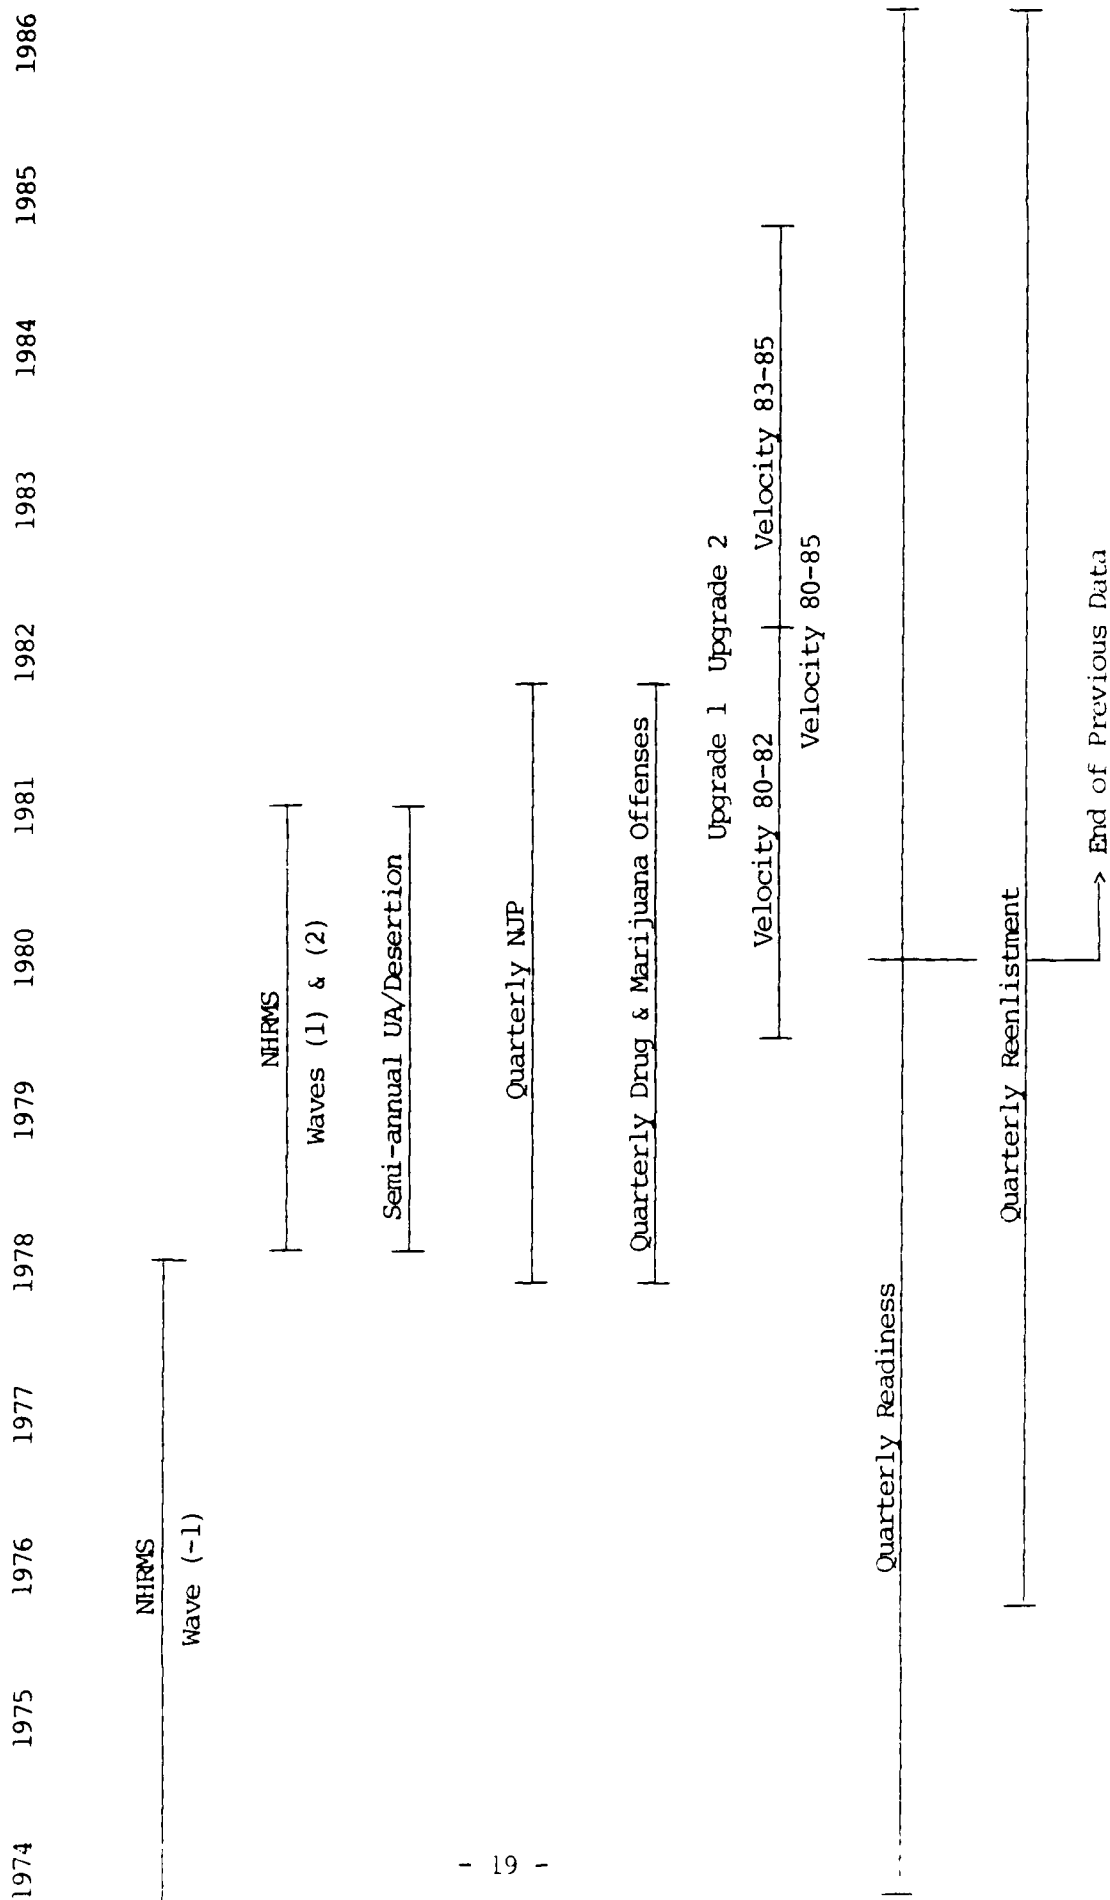 1974 1975 1976 1977 1978 1979 1980 1981 1982 1983 1984 1985 1986
NHRMS
Wave (-1)
NHRMS
Waves (1) & (2)
Semi-annual UA/Desertion
Quarterly NJP
Quarterly Drug & Marijuana Offenses
Upgrade 1 Upgrade 2
Velocity 80-82 Velocity 83-85
Velocity 80-85
Quarterly Readiness
Quarterly Reenlistment
End of Previous Data
- 19 -